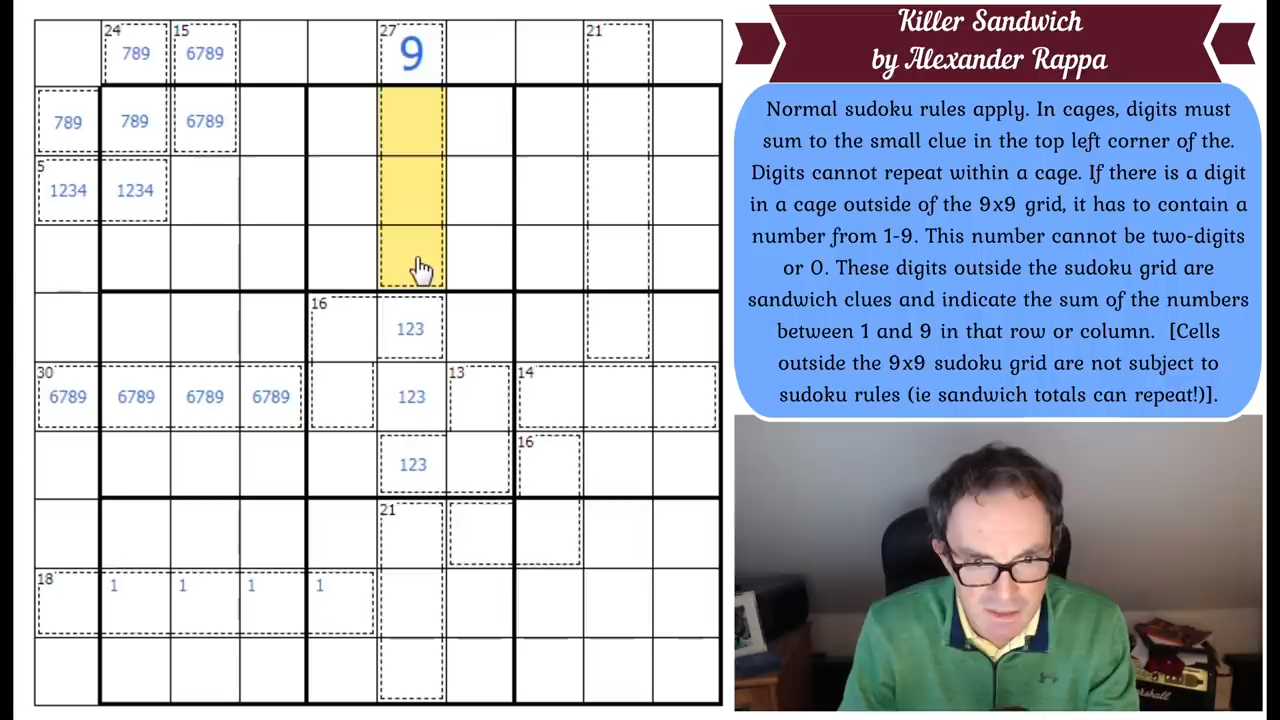 24 15 27 21
789 6789 9
789 789 6789
5
1234 1234
16
123
30 13 14
6789 6789 6789 6789 123
16
123
21
18
1 1 1 1
Killer Sandwich
by Alexander Rappa
Normal sudoku rules apply. In cages, digits must
sum to the small clue in the top left corner of the.
Digits cannot repeat within a cage. If there is a digit
in a cage outside of the 9x9 grid, it has to contain a
number from 1-9. This number cannot be two-digits
or 0. These digits outside the sudoku grid are
sandwich clues and indicate the sum of the numbers
between 1 and 9 in that row or column. [Cells
outside the 9x9 sudoku grid are not subject to
sudoku rules (ie sandwich totals can repeat!)].
Marshall